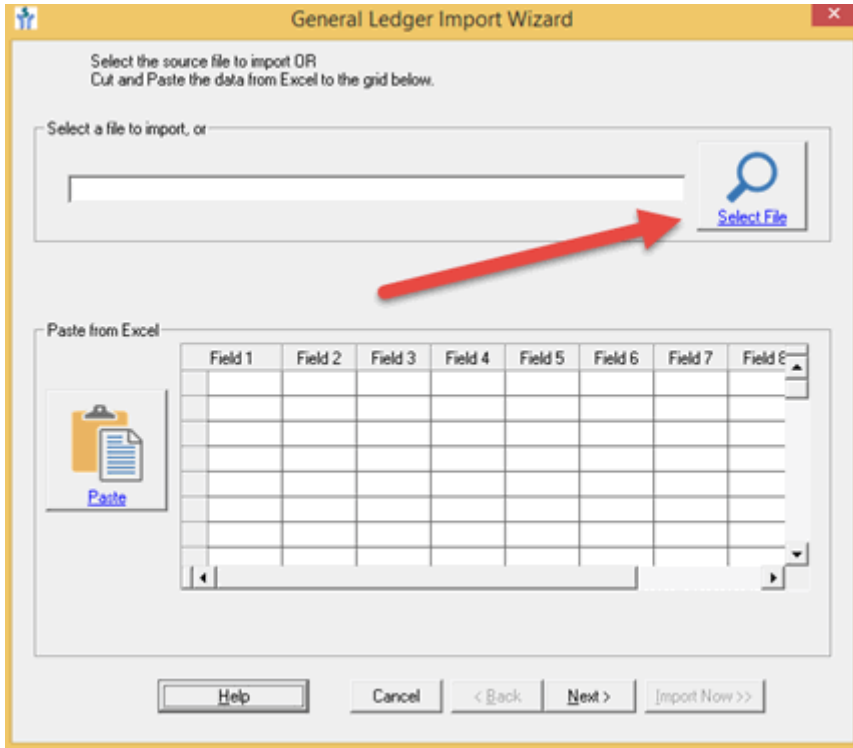 General Ledger Import Wizard
Select the source file to import OR
Cut and Paste the data from Excel to the grid below.
Select a file to import, or
Select File
Paste from Excel
Field 1 Field 2 Field 3 Field 4 Field 5 Field 6 Field 7 Field 8
Paste
Help Cancel < Back Next > Import Now >>